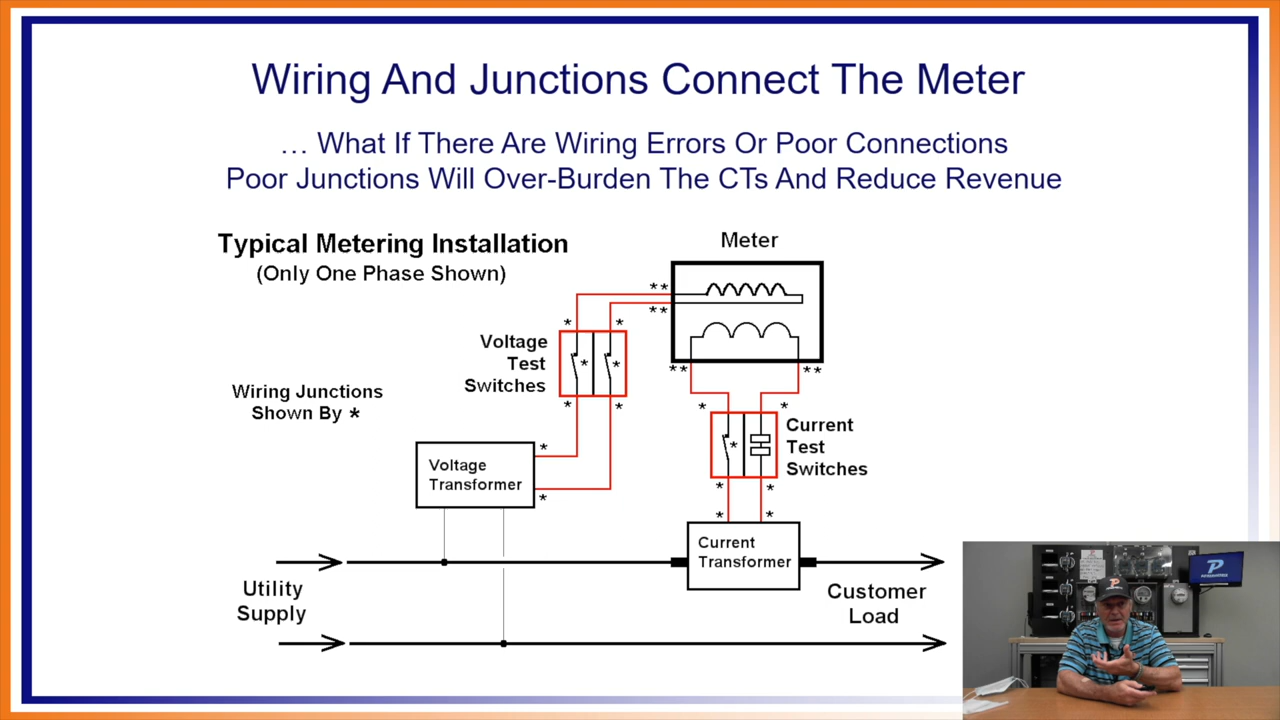 Wiring And Junctions Connect The Meter
… What If There Are Wiring Errors Or Poor Connections
Poor Junctions Will Over-Burden The CTs And Reduce Revenue
Typical Metering Installation
(Only One Phase Shown)
Meter
**
**
* *
Voltage
Test
Switches
* *
** **
Wiring Junctions
Shown By *
* *
* *
Current
Test
Switches
*
* *
Voltage
Transformer
*
*
* *
Current
Transformer
Utility
Supply
Customer
Load
P
P